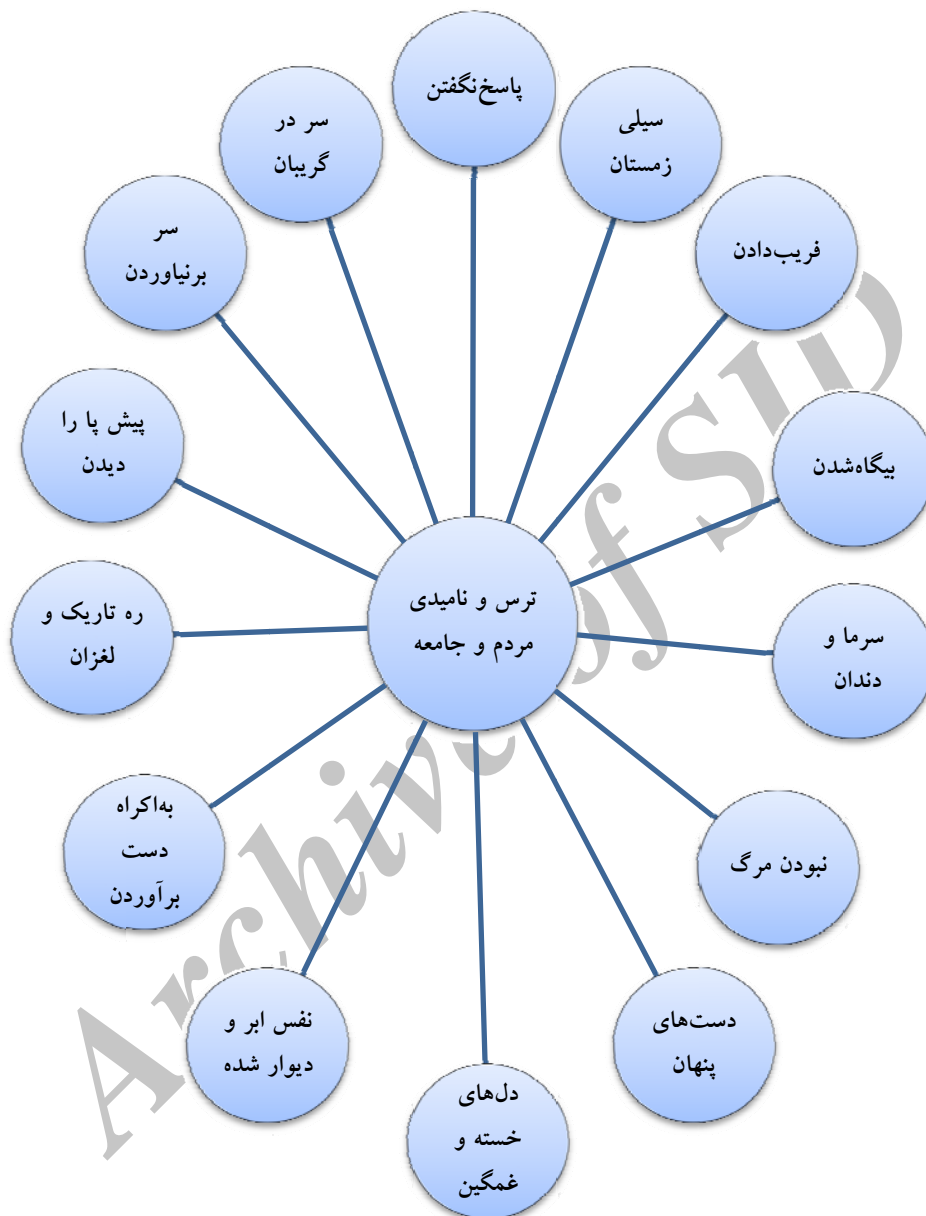 پاسخ‌نگفتن
سیلی
زمستان
فریب‌دادن
بیگاه‌شدن
سرما و
دندان
نبودن مرگ
دست‌های
پنهان
دل‌های
خسته و
غمگین
نفس ابر و
دیوار شده
به‌اکراه
دست
برآوردن
ره تاریک و
لغزان
پیش پا را
دیدن
سر
برنیاوردن
سر در
گریبان
ترس و نامیدی
مردم و جامعه
Archive of SID